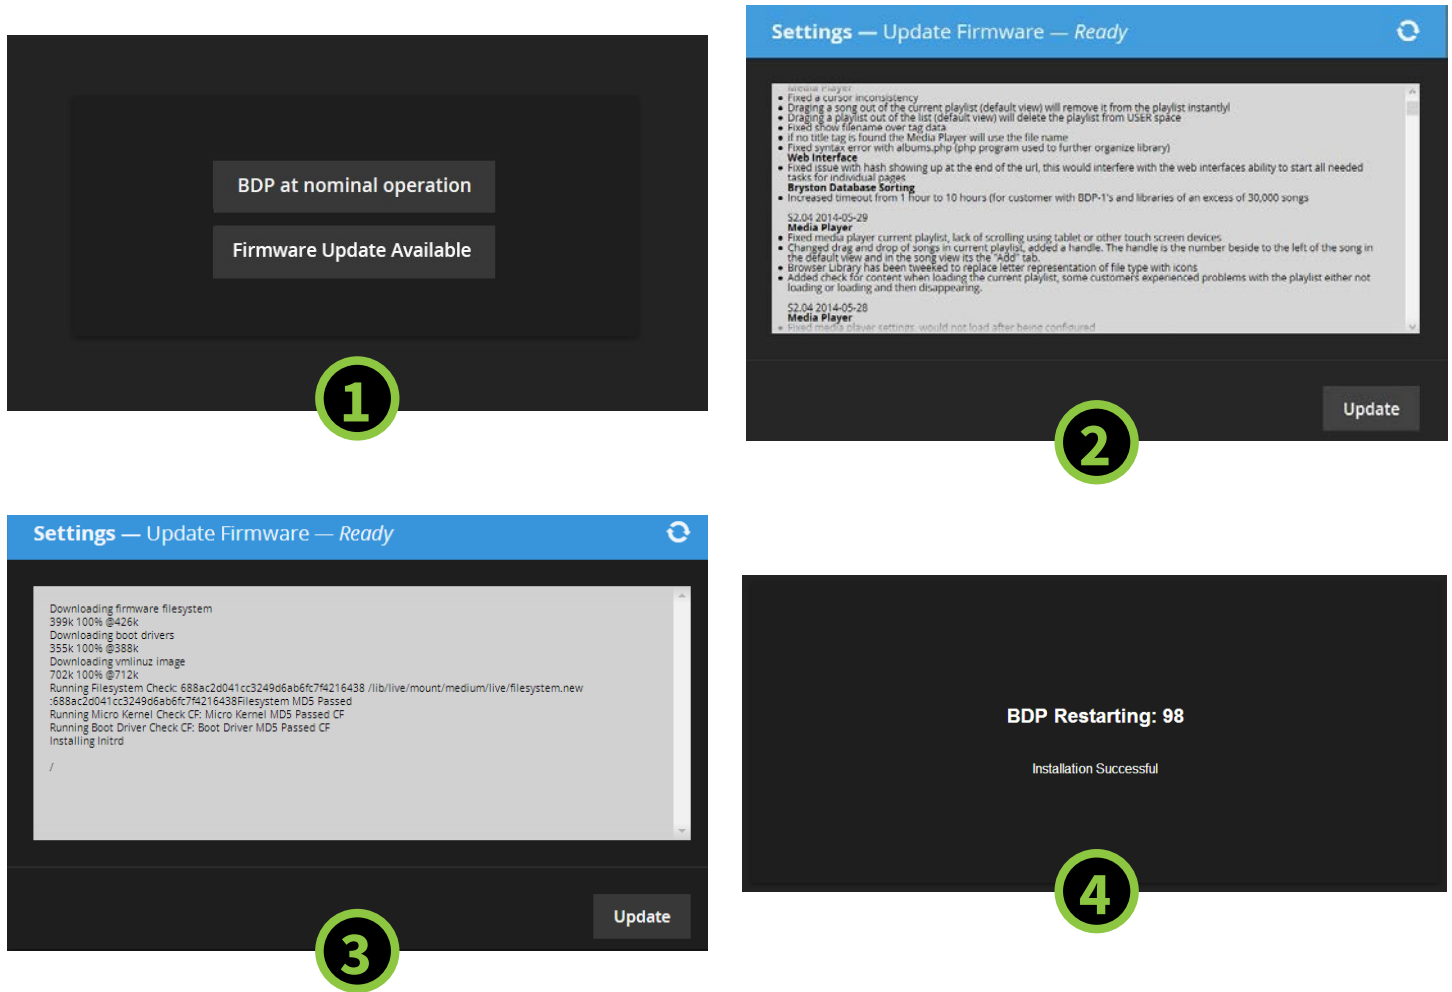 BDP at nominal operation
Firmware Update Available
1
Settings — Update Firmware — Ready
Media Player
• Fixed a cursor inconsistency
• Draging a song out of the current playlist (default view) will remove it from the playlist instantly!
• Draging a playlist out of the list (default view) will delete the playlist from USER space
• Fixed show filename over tag data
• if no title tag is found the Media Player will use the file name
• Fixed syntax error with albums.php (php program used to further organize library)
Web Interface
• Fixed issue with hash showing up at the end of the url, this would interfere with the web interfaces ability to start all needed
tasks for individual pages
Bryston Database Sorting
• Increased timeout from 1 hour to 10 hours (for customer with BDP-1's and libraries of an excess of 30,000 songs
S2.04 2014-05-29
Media Player
• Fixed media player current playlist, lack of scrolling using tablet or other touch screen devices
• Changed drag and drop of songs in current playlist, added a handle. The handle is the number beside to the left of the song in
the default view and in the song view its the "Add" tab.
• Browser Library has been tweeked to replace letter representation of file type with icons
• Added check for content when loading the current playlist, some customers experienced problems with the playlist either not
loading or loading and then disappearing.
S2.04 2014-05-28
Media Player
• Fixed media player settings, would not load after being configured
Update
2
Settings — Update Firmware — Ready
Downloading firmware filesystem
399k 100% @426k
Downloading boot drivers
355k 100% @388k
Downloading vmlinuz image
702k 100% @712k
Running Filesystem Check: 688ac2d041cc3249d6ab6fc7f4216438 /lib/live/mount/medium/live/filesystem.new
:688ac2d041cc3249d6ab6fc7f4216438Filesystem MD5 Passed
Running Micro Kernel Check CF: Micro Kernel MD5 Passed CF
Running Boot Driver Check CF: Boot Driver MD5 Passed CF
Installing Initrd
/
Update
3
BDP Restarting: 98
Installation Successful
4